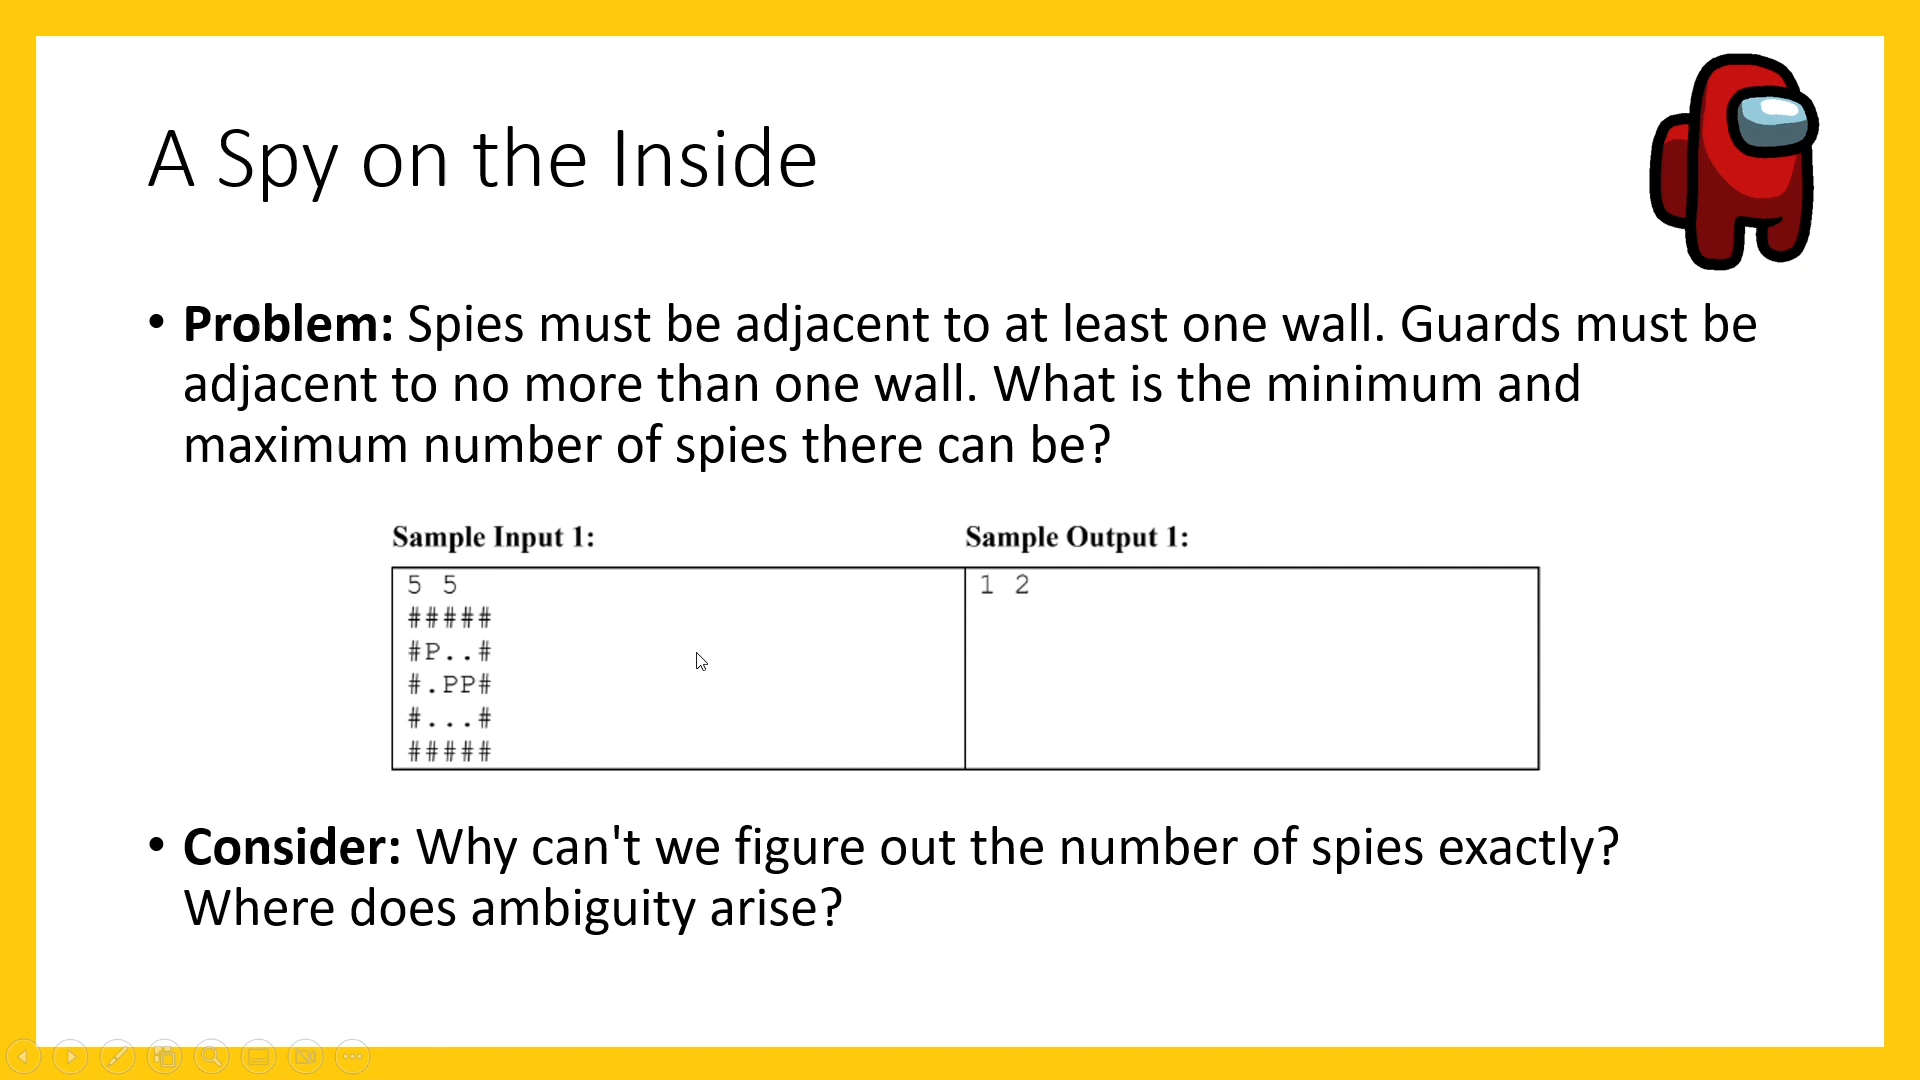 A Spy on the Inside
• Problem: Spies must be adjacent to at least one wall. Guards must be
adjacent to no more than one wall. What is the minimum and
maximum number of spies there can be?
Sample Input 1:
Sample Output 1:
5 5
#####
#P..#
#.PP#
#...#
#####
1 2
• Consider: Why can't we figure out the number of spies exactly?
Where does ambiguity arise?